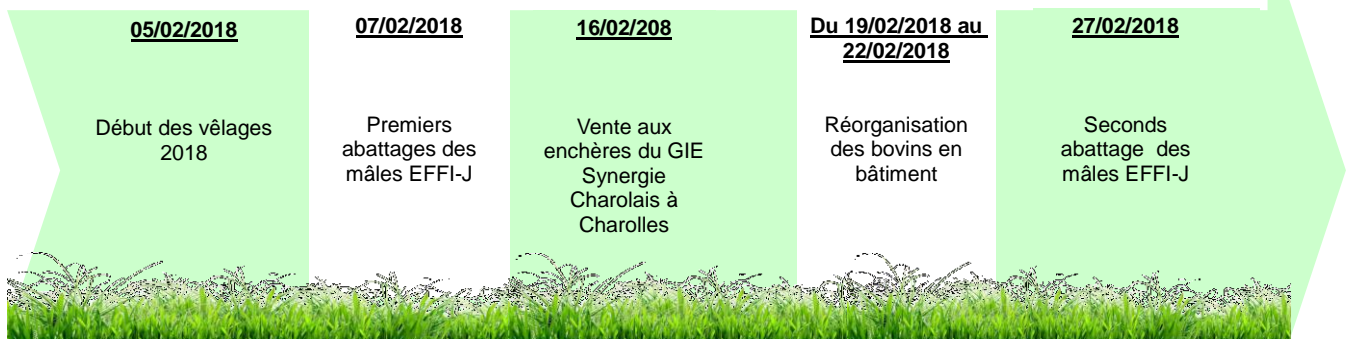 05/02/2018
Début des vêlages
2018
07/02/2018
Premiers
abattages des
mâles EFFI-J
16/02/208
Vente aux
enchères du GIE
Synergie
Charolais à
Charolles
Du 19/02/2018 au
22/02/2018
Réorganisation
des bovins en
bâtiment
27/02/2018
Seconds
abattage des
mâles EFFI-J